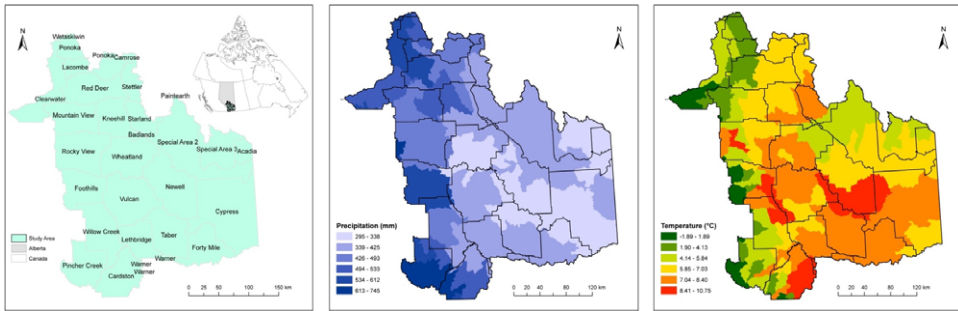 N
Wetaskiwin
Ponoka
Ponoka
Camrose
Lacombe
Red Deer
Stettler
Paintearth
Clearwater
Mountain View
Kneehill
Starland
Badlands
Special Area 2
Rocky View
Wheatland
Special Area 3
Acadia
Foothills
Newell
Vulcan
Cypress
Willow Creek
Taber
Lethbridge
Forty Mile
Pincher Creek
Warner
Warner
Cardston
Warner
Study Area
Alberta
Canada
0 50 100 150 km
N
Precipitation (mm)
295 - 338
339 - 425
426 - 493
494 - 533
534 - 612
613 - 745
0 40 80 120 km
N
Temperature (°C)
-1.89 - 1.89
1.90 - 4.13
4.14 - 5.84
5.85 - 7.03
7.04 - 8.40
8.41 - 10.75
0 40 80 120 km